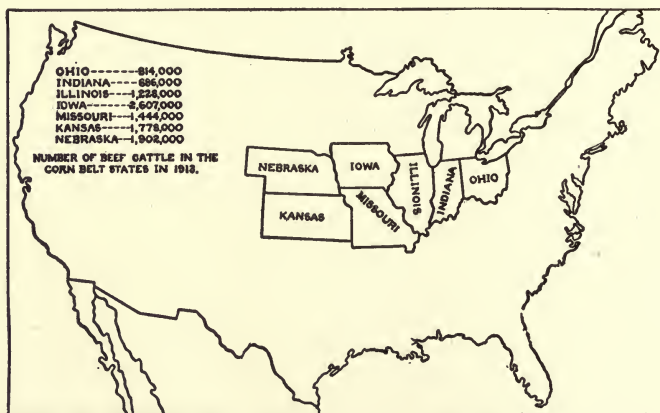 OHIO------814,000
INDIANA-----696,000
ILLINOIS---1,228,000
IOWA----2,607,000
MISSOURI---1,444,000
KANSAS----1,778,000
NEBRASKA--1,902,000
NUMBER OF BEEF CATTLE IN THE
CORN BELT STATES IN 1913.
NEBRASKA
IOWA
ILLINOIS
INDIANA
OHIO
KANSAS
MISSOURI